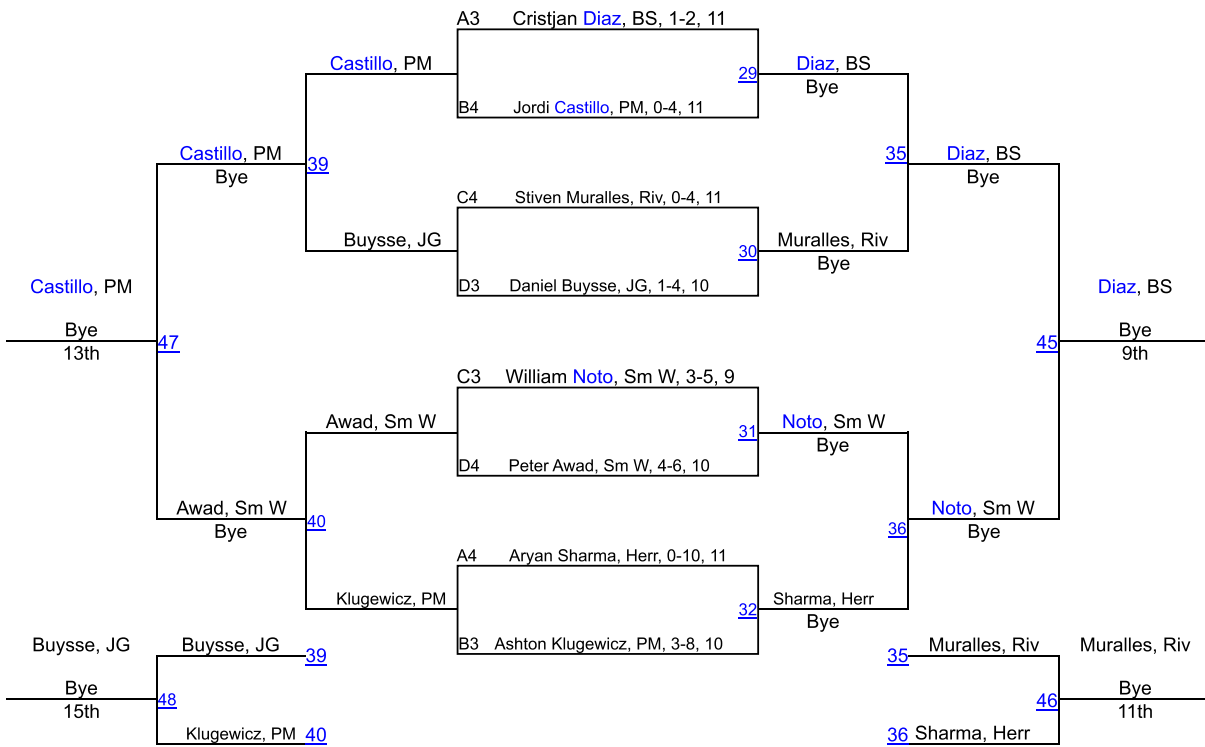 A3 Cristjan Diaz, BS, 1-2, 11
Castillo, PM
29
Diaz, BS
Bye
B4 Jordi Castillo, PM, 0-4, 11
Castillo, PM
Bye
39
35
Diaz, BS
Bye
C4 Stiven Muralles, Riv, 0-4, 11
Buysse, JG
30
Muralles, Riv
Bye
D3 Daniel Buysse, JG, 1-4, 10
Castillo, PM
Bye
13th
47
45
Diaz, BS
Bye
9th
C3 William Noto, Sm W, 3-5, 9
Awad, Sm W
31
Noto, Sm W
Bye
D4 Peter Awad, Sm W, 4-6, 10
Awad, Sm W
Bye
40
36
Noto, Sm W
Bye
A4 Aryan Sharma, Herr, 0-10, 11
Klugewicz, PM
32
Sharma, Herr
Bye
B3 Ashton Klugewicz, PM, 3-8, 10
Buysse, JG
Buysse, JG
39
35
Muralles, Riv
Muralles, Riv
Bye
15th
48
46
Bye
11th
Klugewicz, PM
40
36
Sharma, Herr